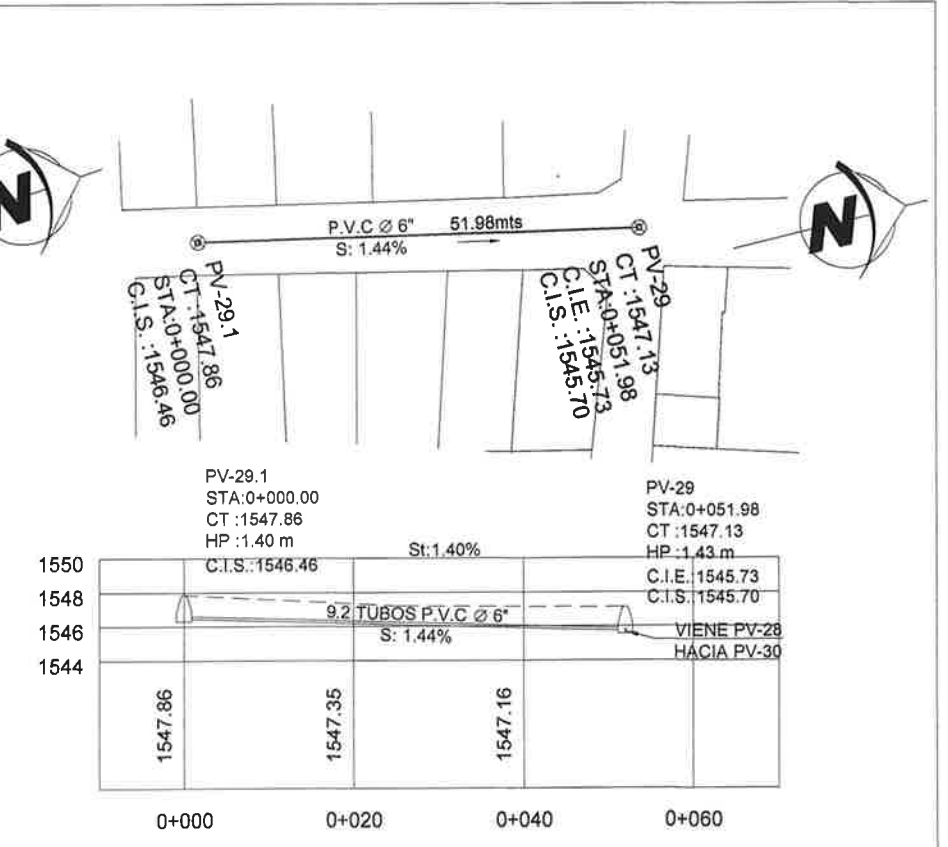 N
N
P.V.C Ø 6" 51.98mts
S: 1.44%
PV-29.1
CT :1547.86
STA:0+000.00
C.I.S. :1546.46
PV-29
CT :1547.13
STA:0+051.98
C.I.E. :1545.73
C.I.S. :1545.70
PV-29.1
STA:0+000.00
CT :1547.86
HP :1.40 m
C.I.S.:1546.46
PV-29
STA:0+051.98
CT :1547.13
HP :1.43 m
C.I.E.:1545.73
C.I.S.:1545.70
St:1.40%
1550
1548
1546
1544
9.2 TUBOS P.V.C Ø 6"
S: 1.44%
VIENE PV-28
HACIA PV-30
1547.86
1547.35
1547.16
0+000 0+020 0+040 0+060